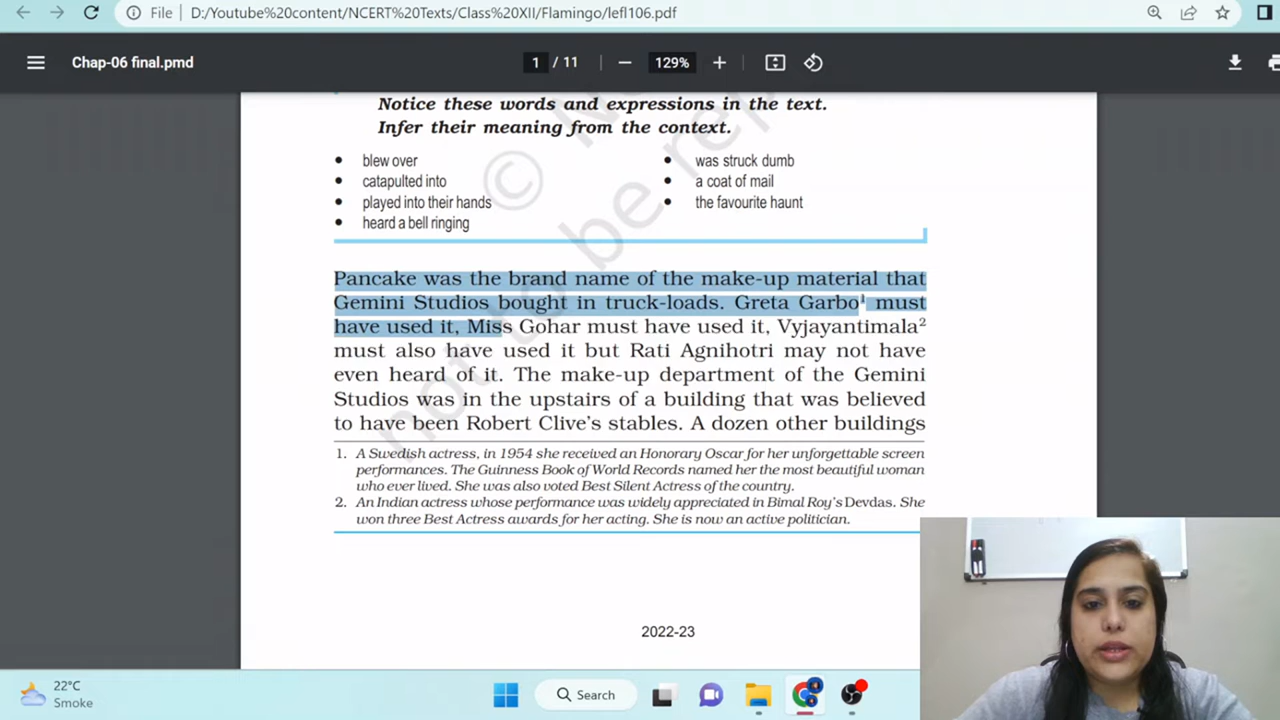 File D:/Youtube%20content/NCERT%20Texts/Class%20XII/Flamingo/lefl106.pdf
Chap-06 final.pmd
1 / 11
129%
Notice these words and expressions in the text.
Infer their meaning from the context.
• blew over
• catapulted into
• played into their hands
• heard a bell ringing
• was struck dumb
• a coat of mail
• the favourite haunt
Pancake was the brand name of the make-up material that
Gemini Studios bought in truck-loads. Greta Garbo¹ must
have used it, Miss Gohar must have used it, Vyjayantimala²
must also have used it but Rati Agnihotri may not have
even heard of it. The make-up department of the Gemini
Studios was in the upstairs of a building that was believed
to have been Robert Clive's stables. A dozen other buildings
1. A Swedish actress, in 1954 she received an Honorary Oscar for her unforgettable screen
performances. The Guinness Book of World Records named her the most beautiful woman
who ever lived. She was also voted Best Silent Actress of the country.
2. An Indian actress whose performance was widely appreciated in Bimal Roy's Devdas. She
won three Best Actress awards for her acting. She is now an active politician.
©
not to be rep
2022-23
22°C
Smoke
Search